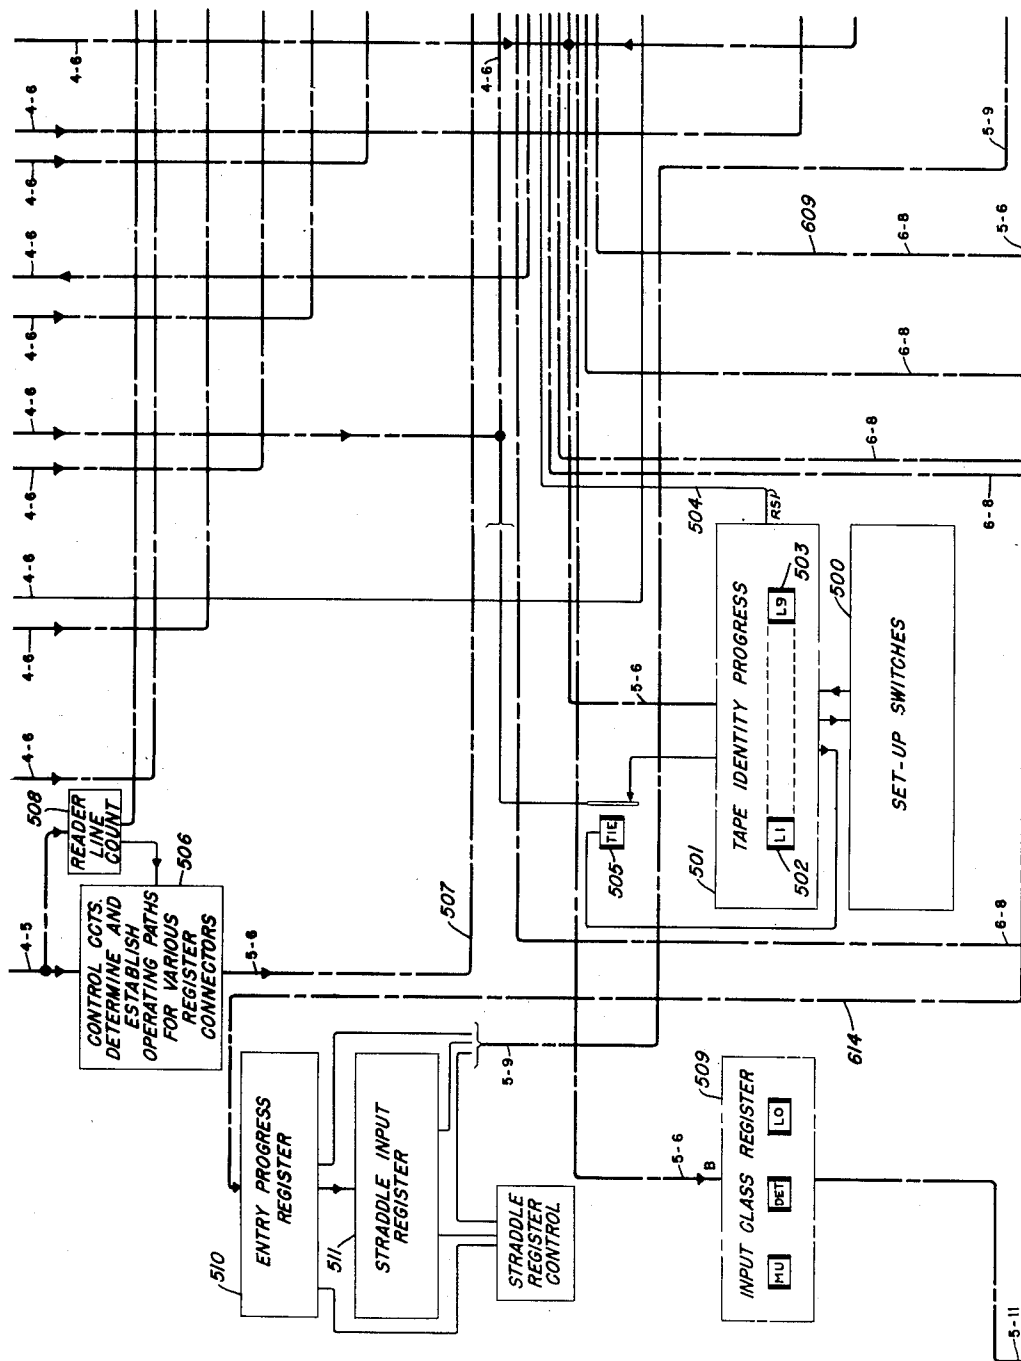 4-6
4-6
4-6
4-6
4-6
4-6
4-6
4-6
4-6
4-6
4-6
4-5
508
READER
LINE
COUNT
506
CONTROL CCTS.
DETERMINE AND
ESTABLISH
OPERATING PATHS
FOR VARIOUS
REGISTER
CONNECTORS
5-6
507
510
ENTRY PROGRESS
REGISTER
511
STRADDLE INPUT
REGISTER
STRADDLE
REGISTER
CONTROL
5-9
5-9
614
609
6-8
5-6
6-8
6-8
6-8
6-8
504
RSP
5-6
TIE
505
501
TAPE IDENTITY PROGRESS
L1
502
L9
503
500
SET-UP SWITCHES
5-6
B
509
INPUT CLASS REGISTER
MU
DET
LO
5-11